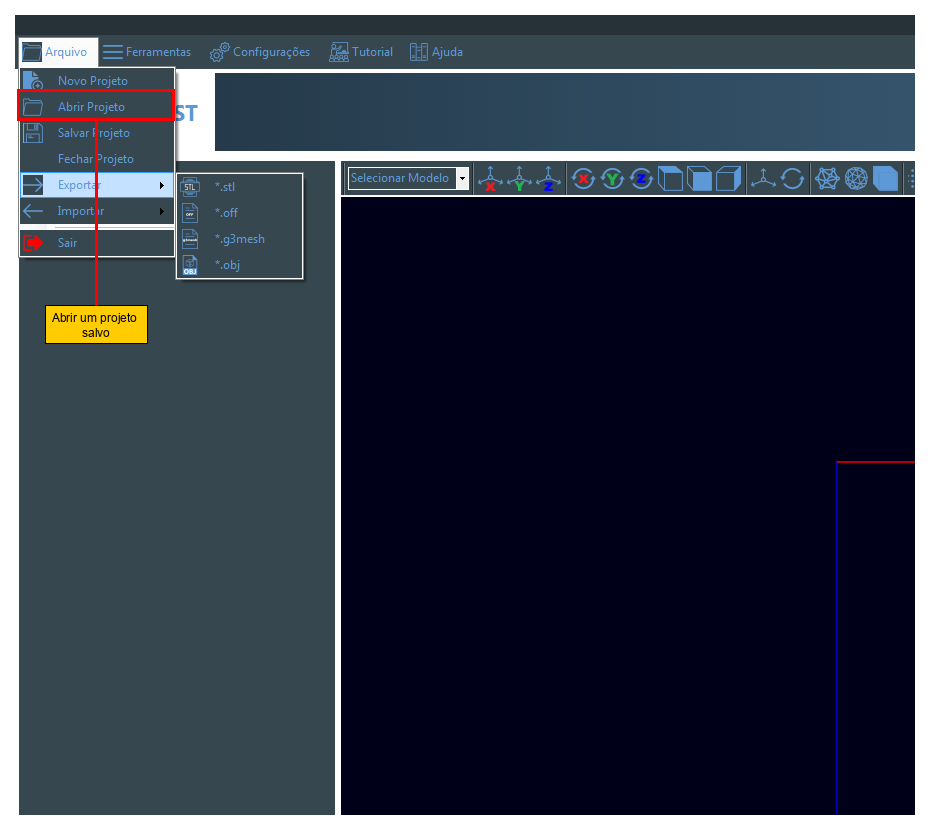 Arquivo Ferramentas Configurações Tutorial Ajuda
Novo Projeto
Abrir Projeto
ST
Salvar Projeto
Fechar Projeto
Exportar
Importar
Sair
STL *.stl
OFF *.off
g3mesh *.g3mesh
OBJ *.obj
Selecionar Modelo
X Y Z X Y Z
Abrir um projeto
salvo